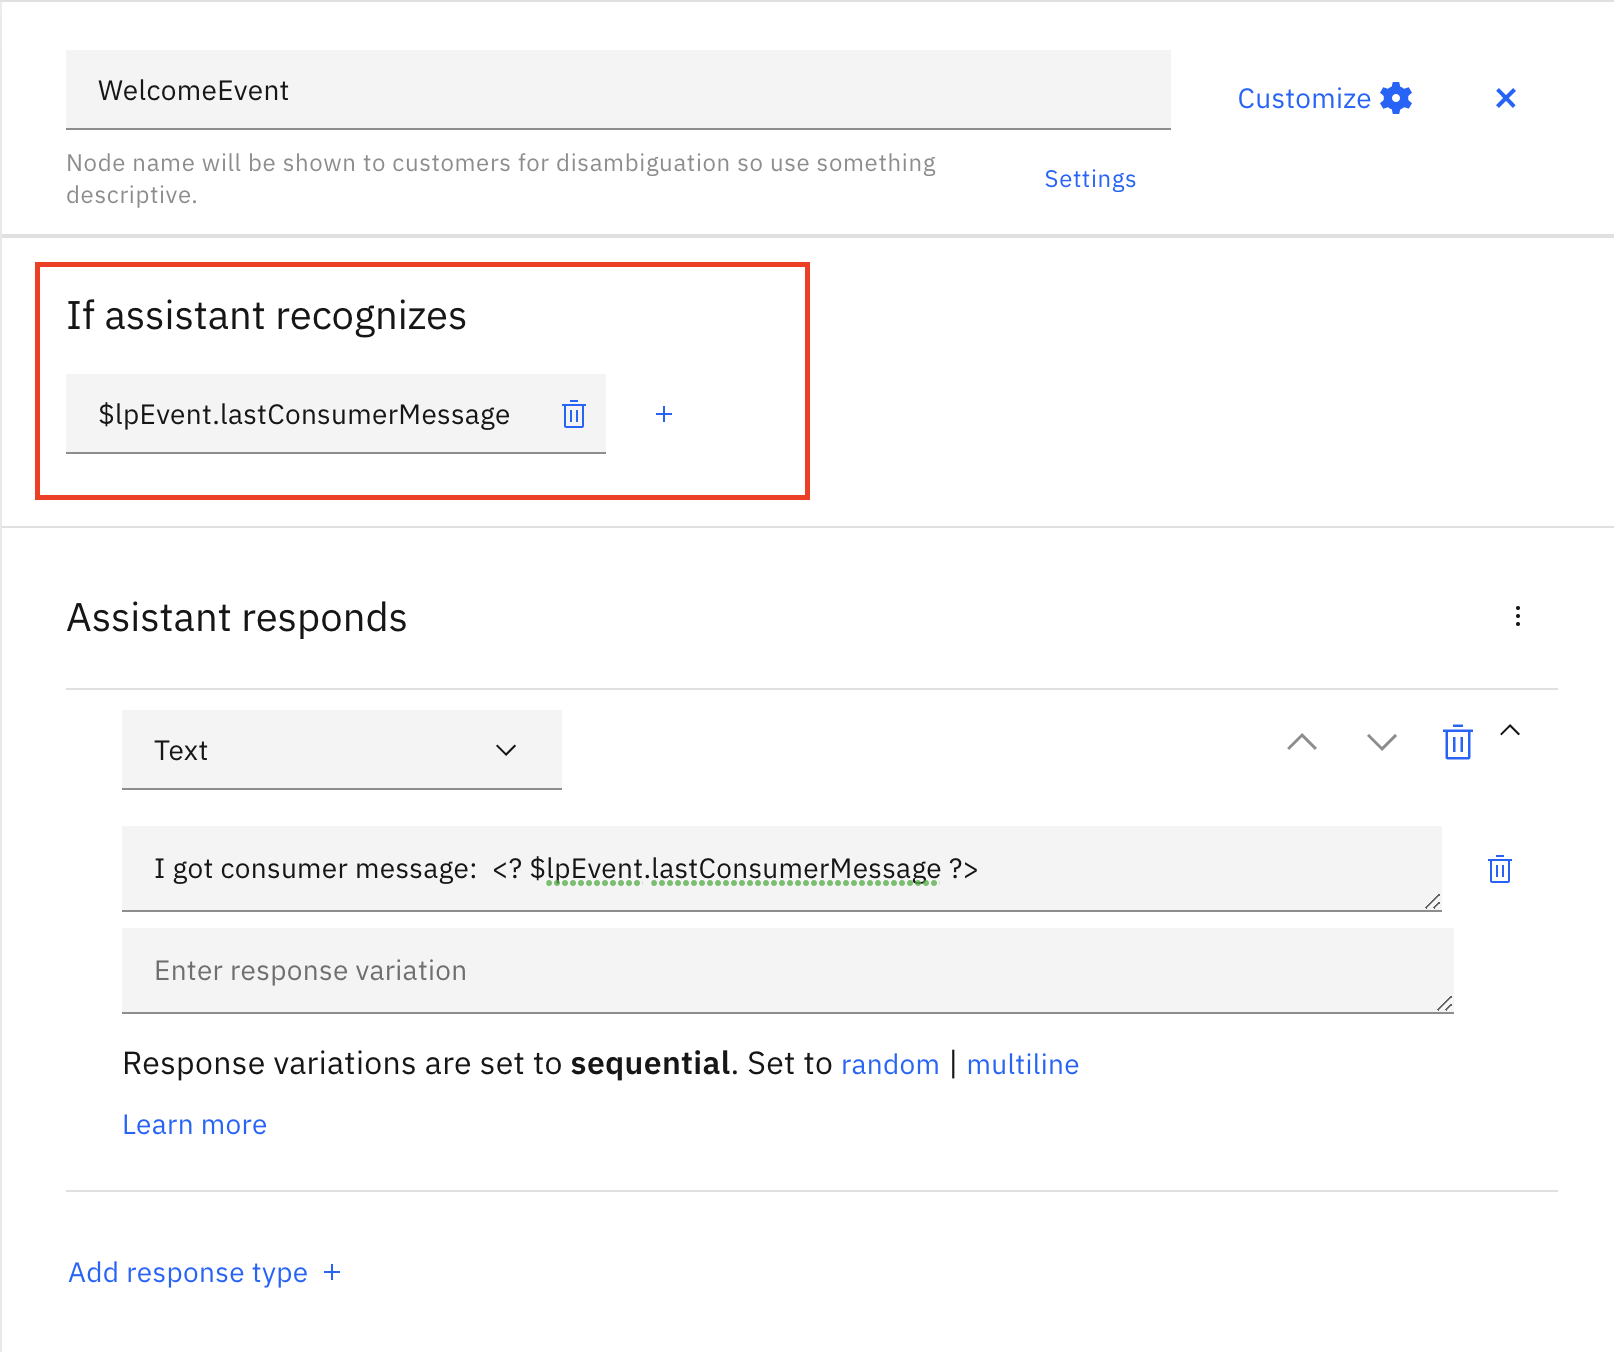 WelcomeEvent
Customize
Node name will be shown to customers for disambiguation so use something
descriptive.
Settings
If assistant recognizes
$lpEvent.lastConsumerMessage
Assistant responds
Text
I got consumer message:  <? $lpEvent.lastConsumerMessage ?>
Enter response variation
Response variations are set to sequential. Set to random | multiline
Learn more
Add response type +